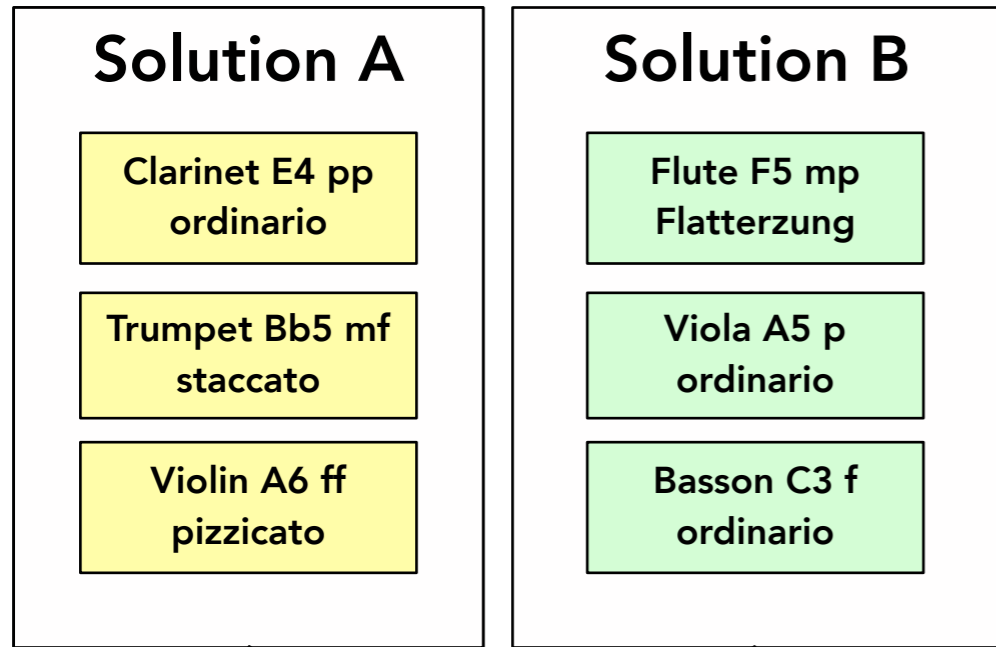 Solution A
Clarinet E4 pp
ordinario
Trumpet Bb5 mf
staccato
Violin A6 ff
pizzicato
Solution B
Flute F5 mp
Flatterzung
Viola A5 p
ordinario
Basson C3 f
ordinario